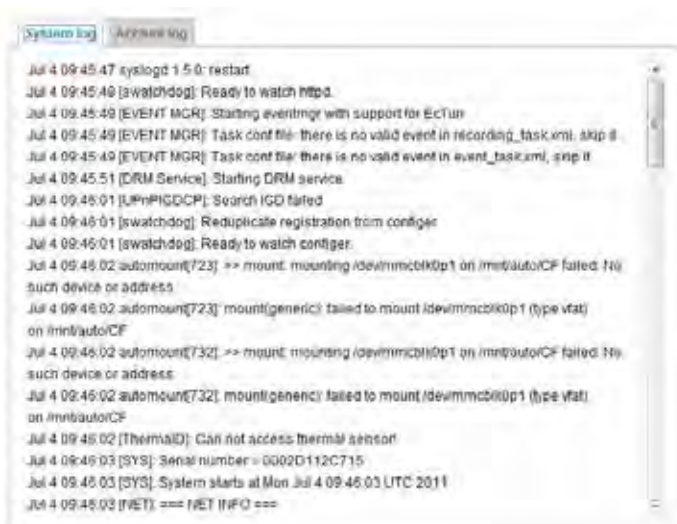 System log Access log
Jul 4 09:45:47 syslogd 1.5.0: restart.
Jul 4 09:45:49 [swatchdog]: Ready to watch httpd.
Jul 4 09:45:49 [EVENT MGR]: Starting eventmgr with support for EcTun
Jul 4 09:45:49 [EVENT MGR]: Task conf file: there is no valid event in recording_task.xml, skip it
Jul 4 09:45:49 [EVENT MGR]: Task conf file: there is no valid event in event_task.xml, skip it
Jul 4 09:45:51 [DRM Service]: Starting DRM service.
Jul 4 09:46:01 [UPnPIGDCP]: Search IGD failed
Jul 4 09:46:01 [swatchdog]: Reduplicate registration from configer
Jul 4 09:46:01 [swatchdog]: Ready to watch configer.
Jul 4 09:46:02 automount[723]: >> mount: mounting /dev/mmcblk0p1 on /mnt/auto/CF failed: No
such device or address
Jul 4 09:46:02 automount[723]: mount(generic): failed to mount /dev/mmcblk0p1 (type vfat)
on /mnt/auto/CF
Jul 4 09:46:02 automount[732]: >> mount: mounting /dev/mmcblk0p1 on /mnt/auto/CF failed: No
such device or address
Jul 4 09:46:02 automount[732]: mount(generic): failed to mount /dev/mmcblk0p1 (type vfat)
on /mnt/auto/CF
Jul 4 09:46:02 [ThermalD]: Can not access thermal sensor!
Jul 4 09:46:03 [SYS]: Serial number = 0002D112C715
Jul 4 09:46:03 [SYS]: System starts at Mon Jul 4 09:46:03 UTC 2011
Jul 4 09:46:03 [NET]: === NET INFO ===